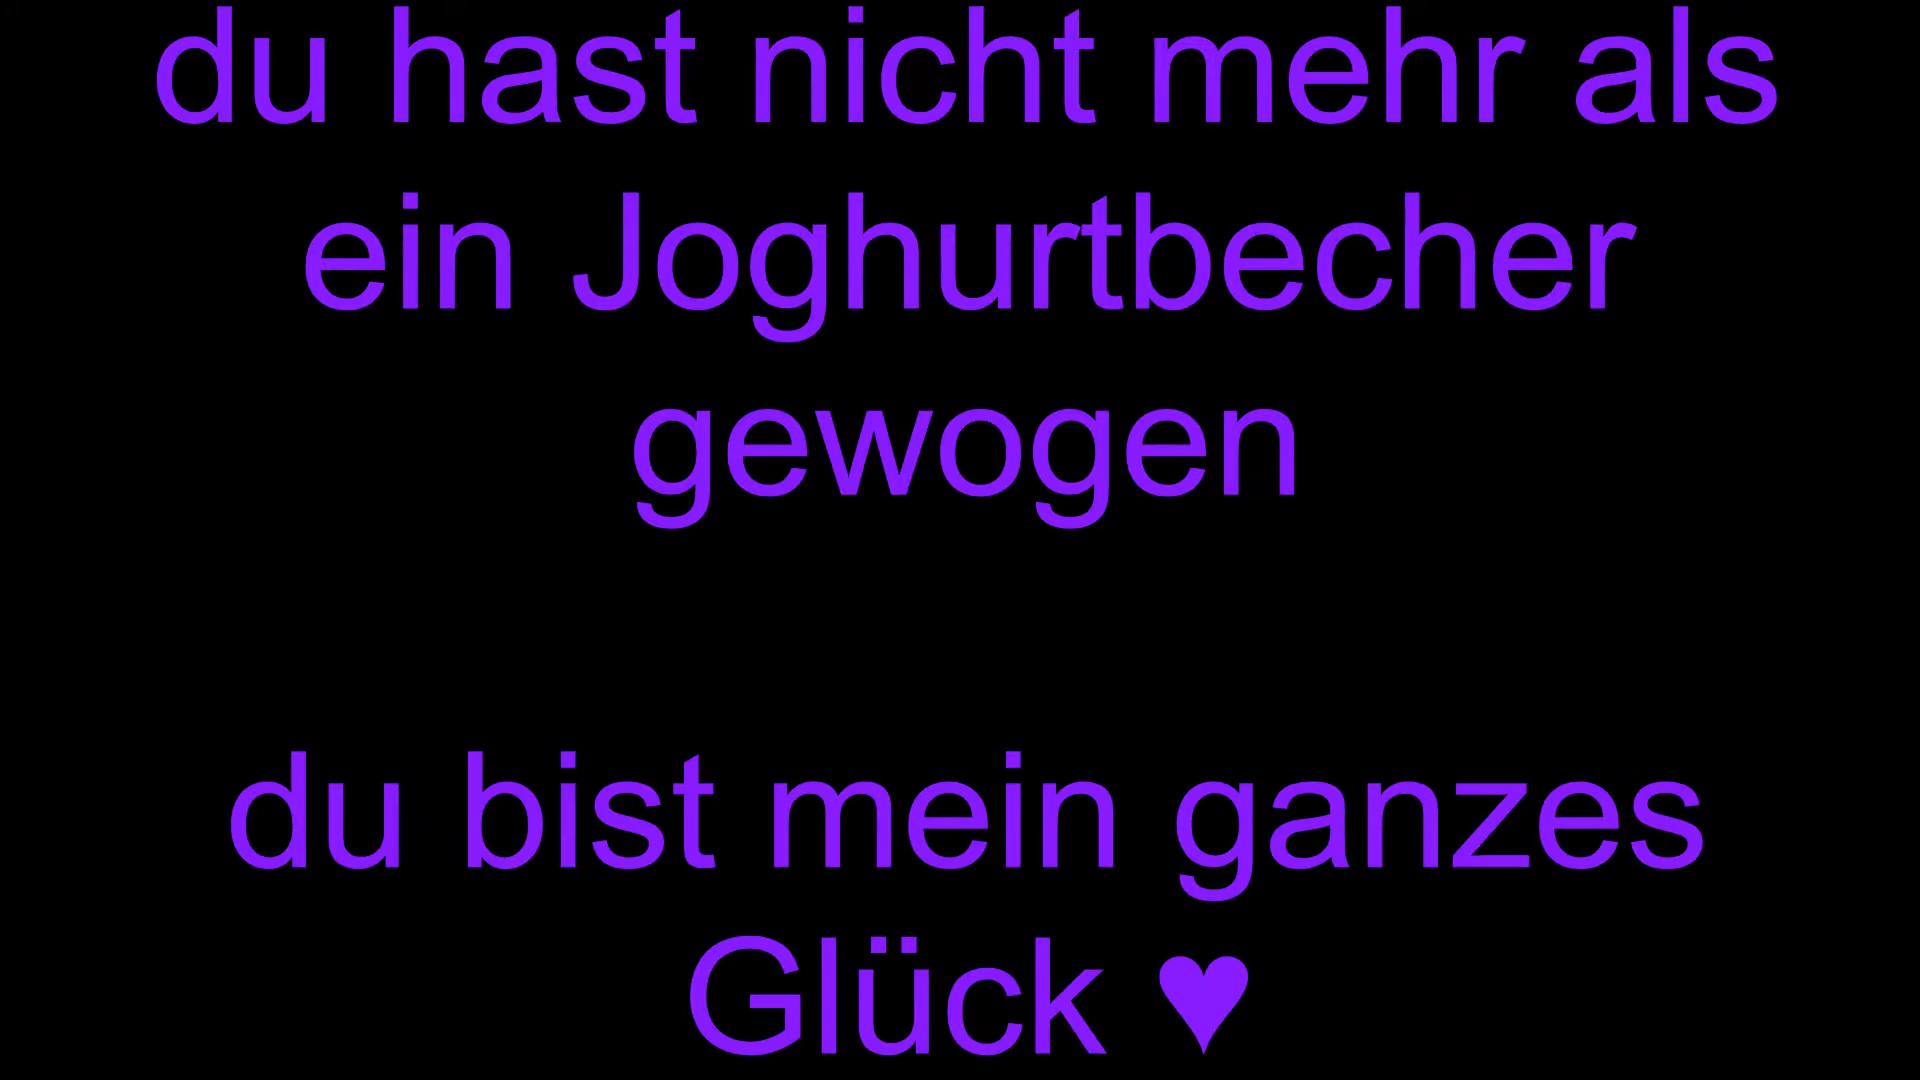 du hast nicht mehr als
ein Joghurtbecher
gewogen
du bist mein ganzes
Glück ♥